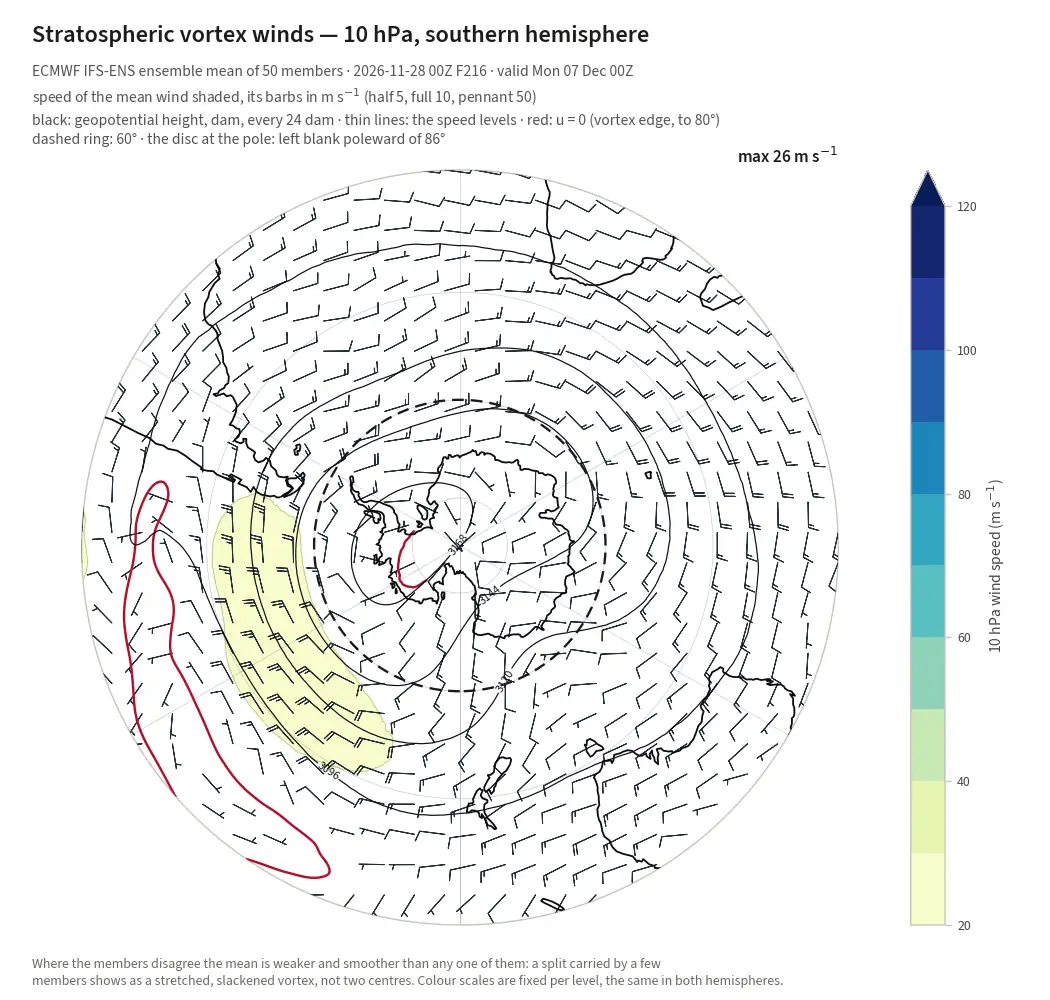 Stratospheric vortex winds — 10 hPa, southern hemisphere
ECMWF IFS-ENS ensemble mean of 50 members · 2026-11-28 00Z F216 · valid Mon 07 Dec 00Z
speed of the mean wind shaded, its barbs in m s⁻¹ (half 5, full 10, pennant 50)
black: geopotential height, dam, every 24 dam · thin lines: the speed levels · red: u = 0 (vortex edge, to 80°)
dashed ring: 60° · the disc at the pole: left blank poleward of 86°
max 26 m s⁻¹
120
100
80
60
40
20
10 hPa wind speed (m s⁻¹)
3168
3144
3120
3096
Where the members disagree the mean is weaker and smoother than any one of them: a split carried by a few
members shows as a stretched, slackened vortex, not two centres. Colour scales are fixed per level, the same in both hemispheres.